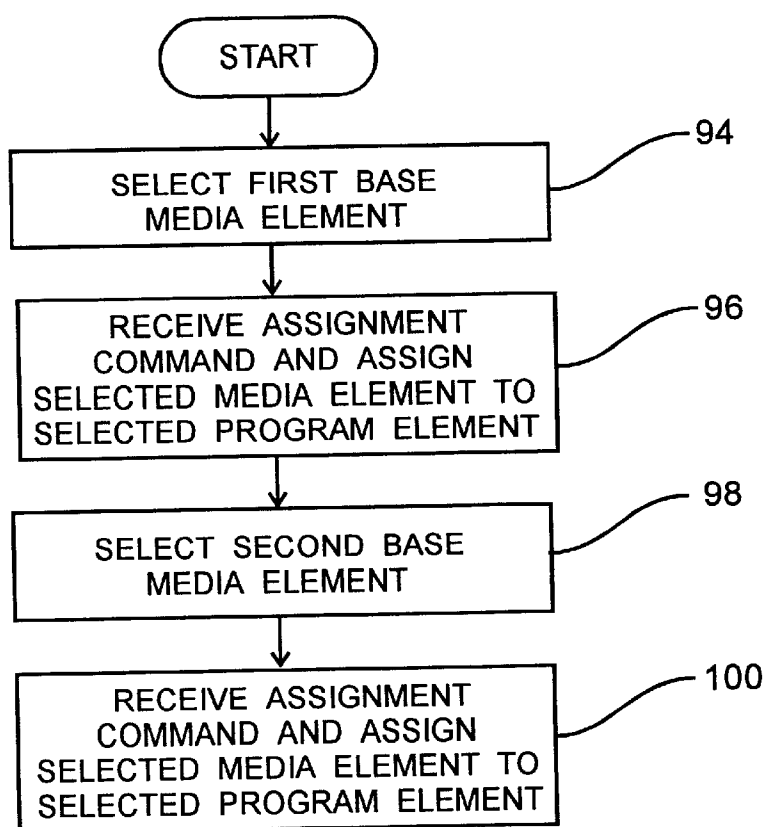 START
94
SELECT FIRST BASE
MEDIA ELEMENT
96
RECEIVE ASSIGNMENT
COMMAND AND ASSIGN
SELECTED MEDIA ELEMENT TO
SELECTED PROGRAM ELEMENT
98
SELECT SECOND BASE
MEDIA ELEMENT
100
RECEIVE ASSIGNMENT
COMMAND AND ASSIGN
SELECTED MEDIA ELEMENT TO
SELECTED PROGRAM ELEMENT